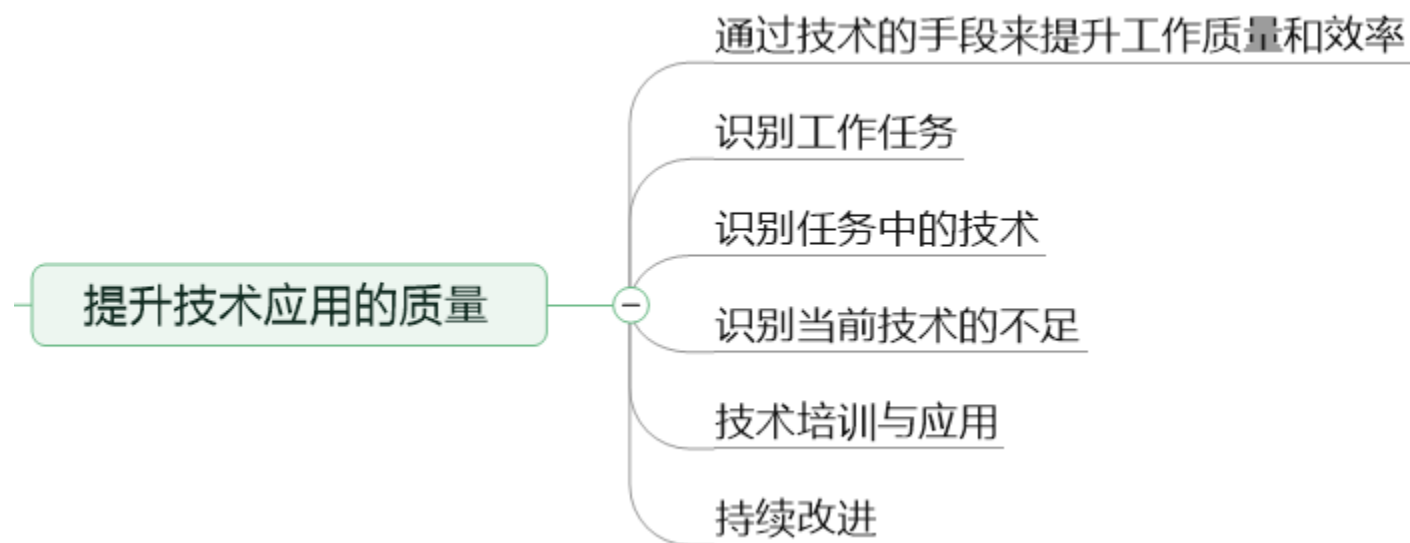 通过技术的手段来提升工作质量和效率
识别工作任务
识别任务中的技术
提升技术应用的质量
识别当前技术的不足
技术培训与应用
持续改进